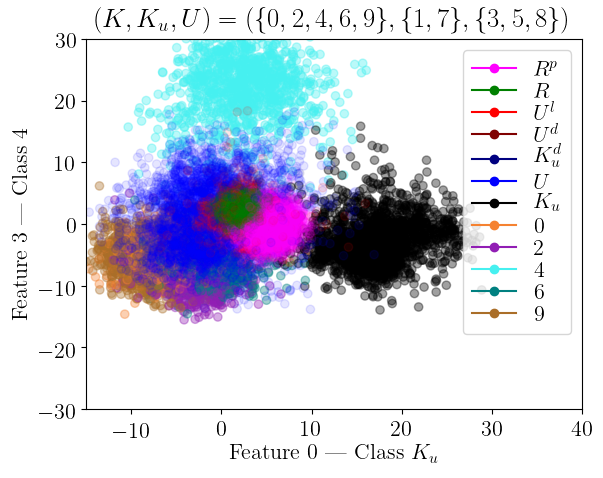 (K, K_u, U) = ({0, 2, 4, 6, 9}, {1, 7}, {3, 5, 8})
30
20
10
0
−10
−20
−30
Feature 3 — Class 4
R^p
R
U^l
U^d
K_u^d
U
K_u
0
2
4
6
9
−10
0
10
20
30
40
Feature 0 — Class K_u